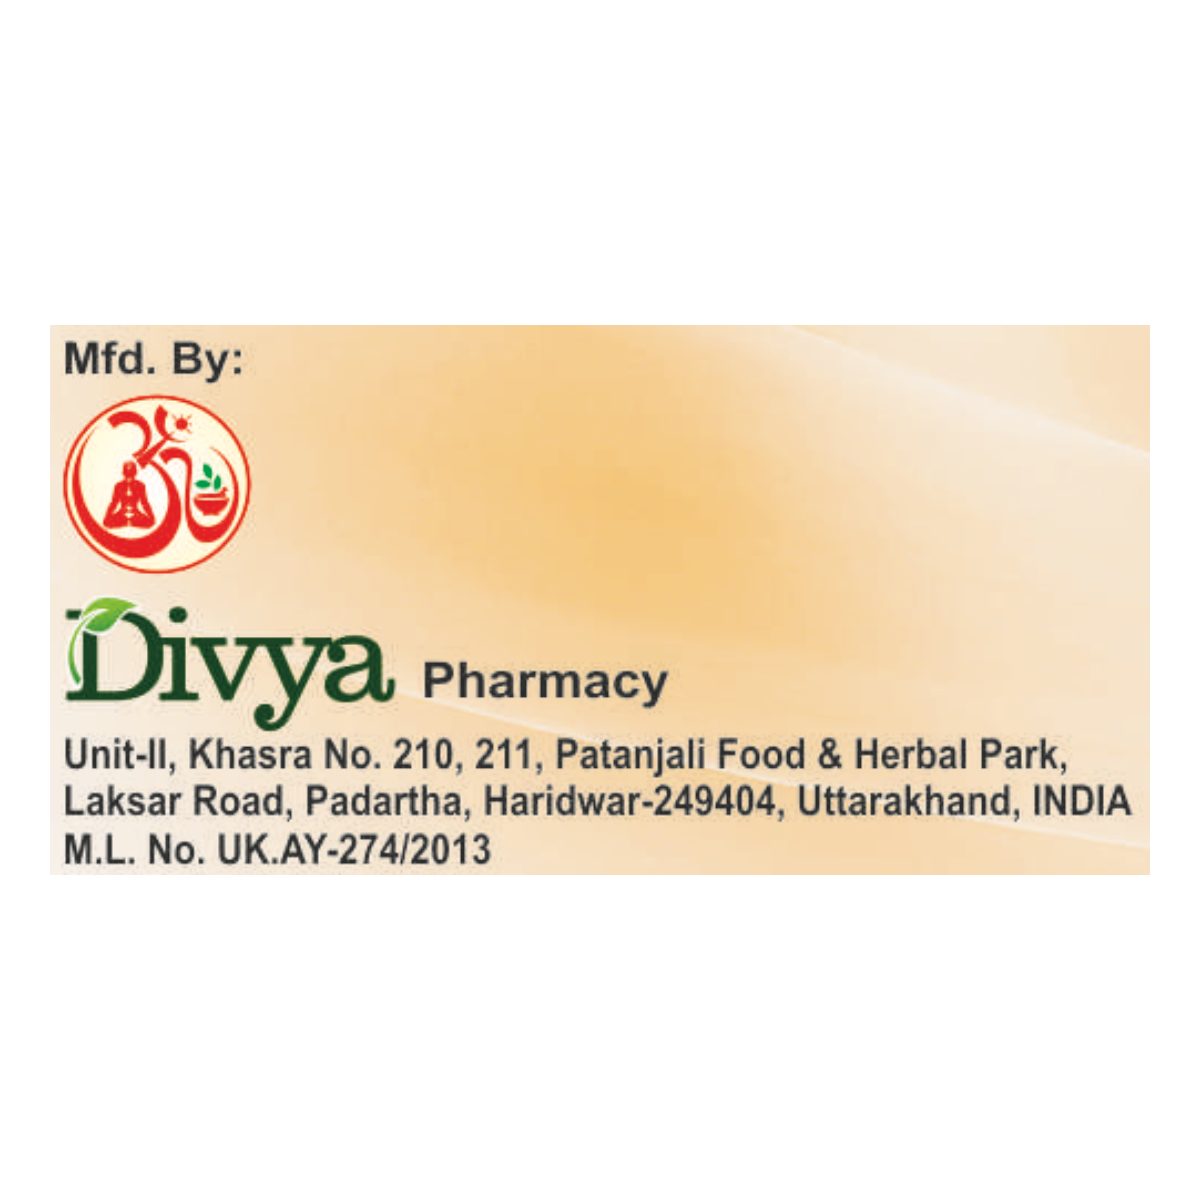 Mfd. By:
Divya Pharmacy
Unit-II, Khasra No. 210, 211, Patanjali Food & Herbal Park,
Laksar Road, Padartha, Haridwar-249404, Uttarakhand, INDIA
M.L. No. UK.AY-274/2013